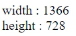 width : 1366
height : 728